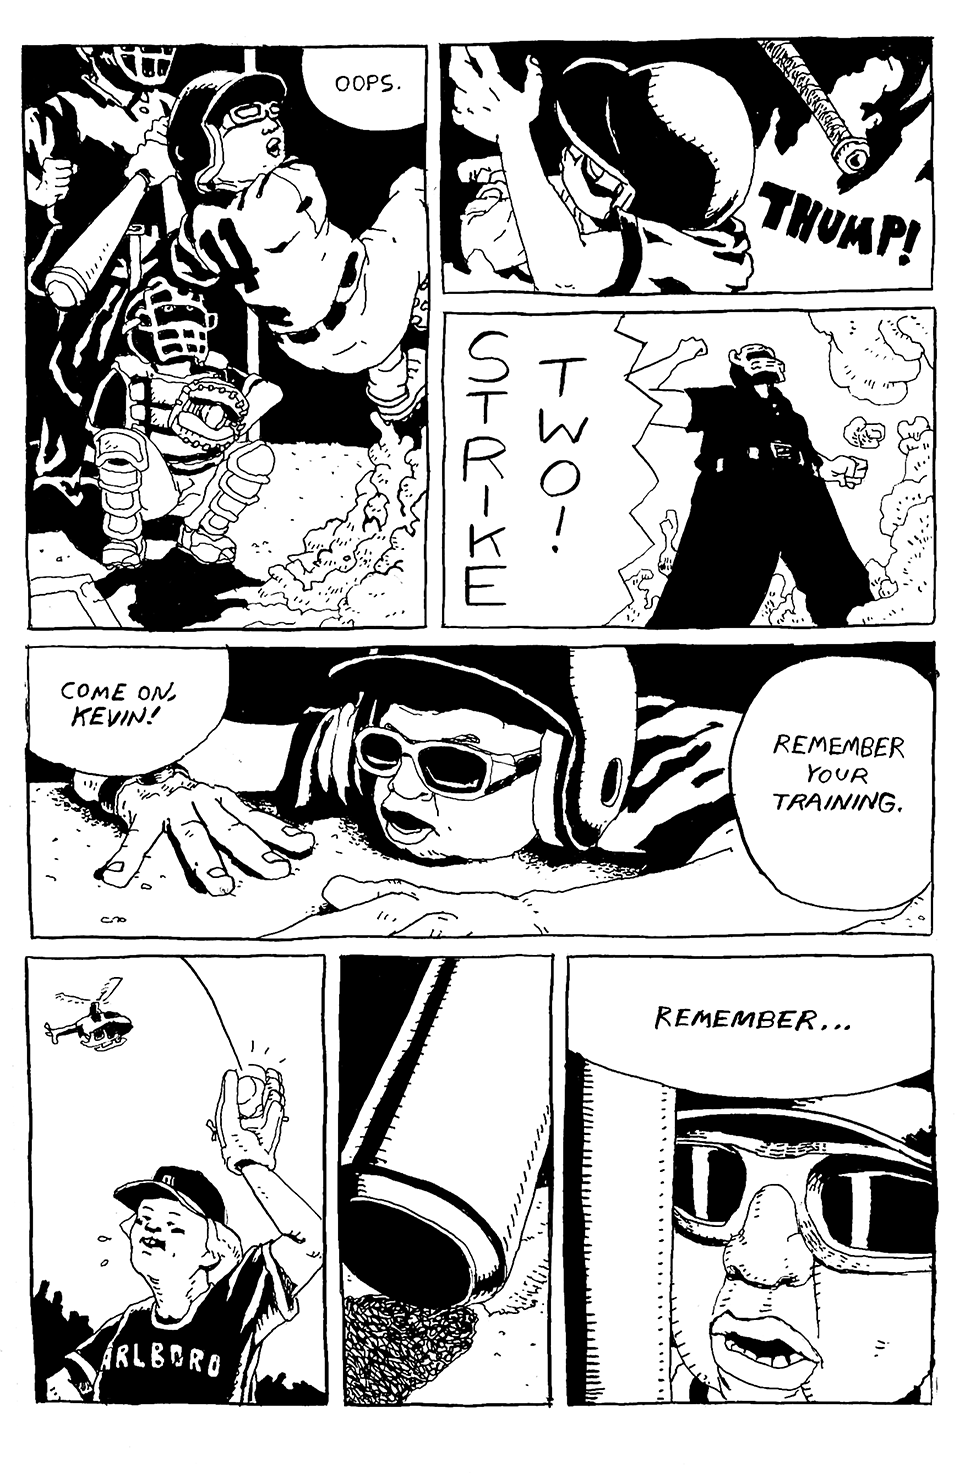 OOPS.
THUMP!
STRIKE
TWO!
COME ON,
KEVIN!
REMEMBER
YOUR
TRAINING.
ARLBORO
REMEMBER...